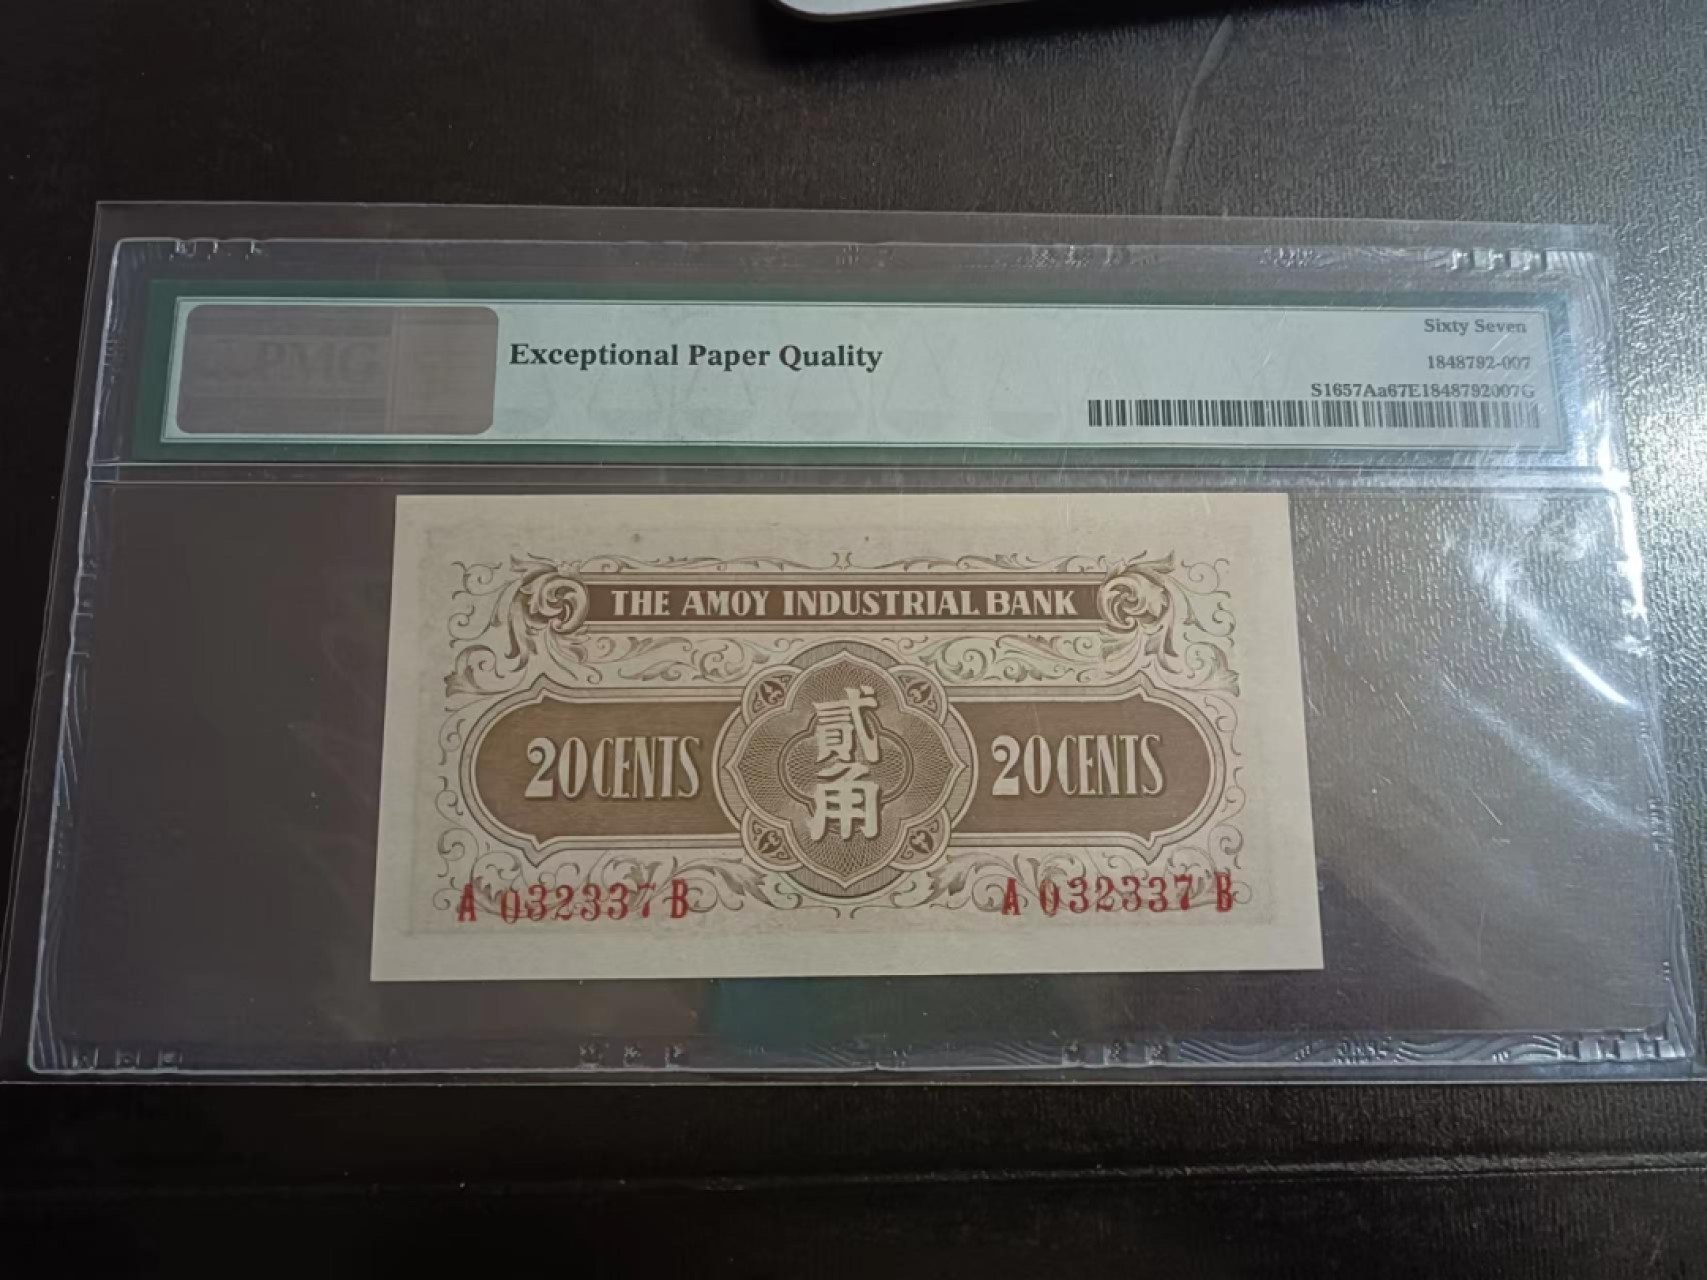 PMG
Exceptional Paper Quality
Sixty Seven
1848792-007
S1657Aa67E1848792007G
THE AMOY INDUSTRIAL BANK
20 CENTS
貳角
20 CENTS
A 032337 B
A 032337 B